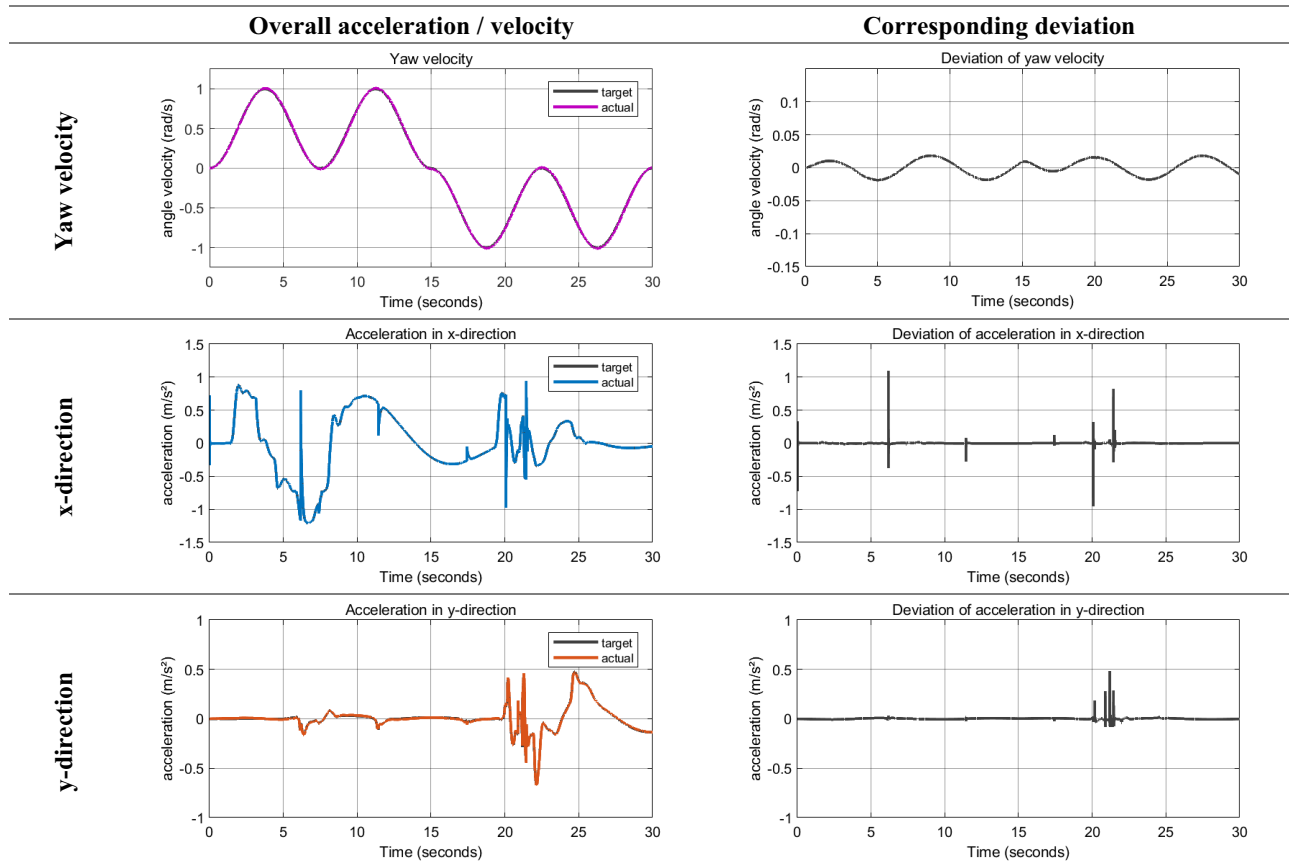 Overall acceleration / velocity
Corresponding deviation
Yaw velocity
Yaw velocity
target
actual
angle velocity (rad/s)
1
0.5
0
-0.5
-1
0 5 10 15 20 25 30
Time (seconds)
Deviation of yaw velocity
angle velocity (rad/s)
0.1
0.05
0
-0.05
-0.1
-0.15
0 5 10 15 20 25 30
Time (seconds)
x-direction
Acceleration in x-direction
target
actual
acceleration (m/s²)
1.5
1
0.5
0
-0.5
-1
-1.5
0 5 10 15 20 25 30
Time (seconds)
Deviation of acceleration in x-direction
acceleration (m/s²)
1.5
1
0.5
0
-0.5
-1
-1.5
0 5 10 15 20 25 30
Time (seconds)
y-direction
Acceleration in y-direction
target
actual
acceleration (m/s²)
1
0.5
0
-0.5
-1
0 5 10 15 20 25 30
Time (seconds)
Deviation of acceleration in y-direction
acceleration (m/s²)
1
0.5
0
-0.5
-1
0 5 10 15 20 25 30
Time (seconds)